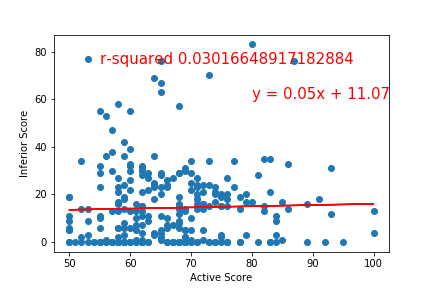 r-squared 0.03016648917182884
y = 0.05x + 11.07
80
60
40
20
0
Inferior Score
50 60 70 80 90 100
Active Score